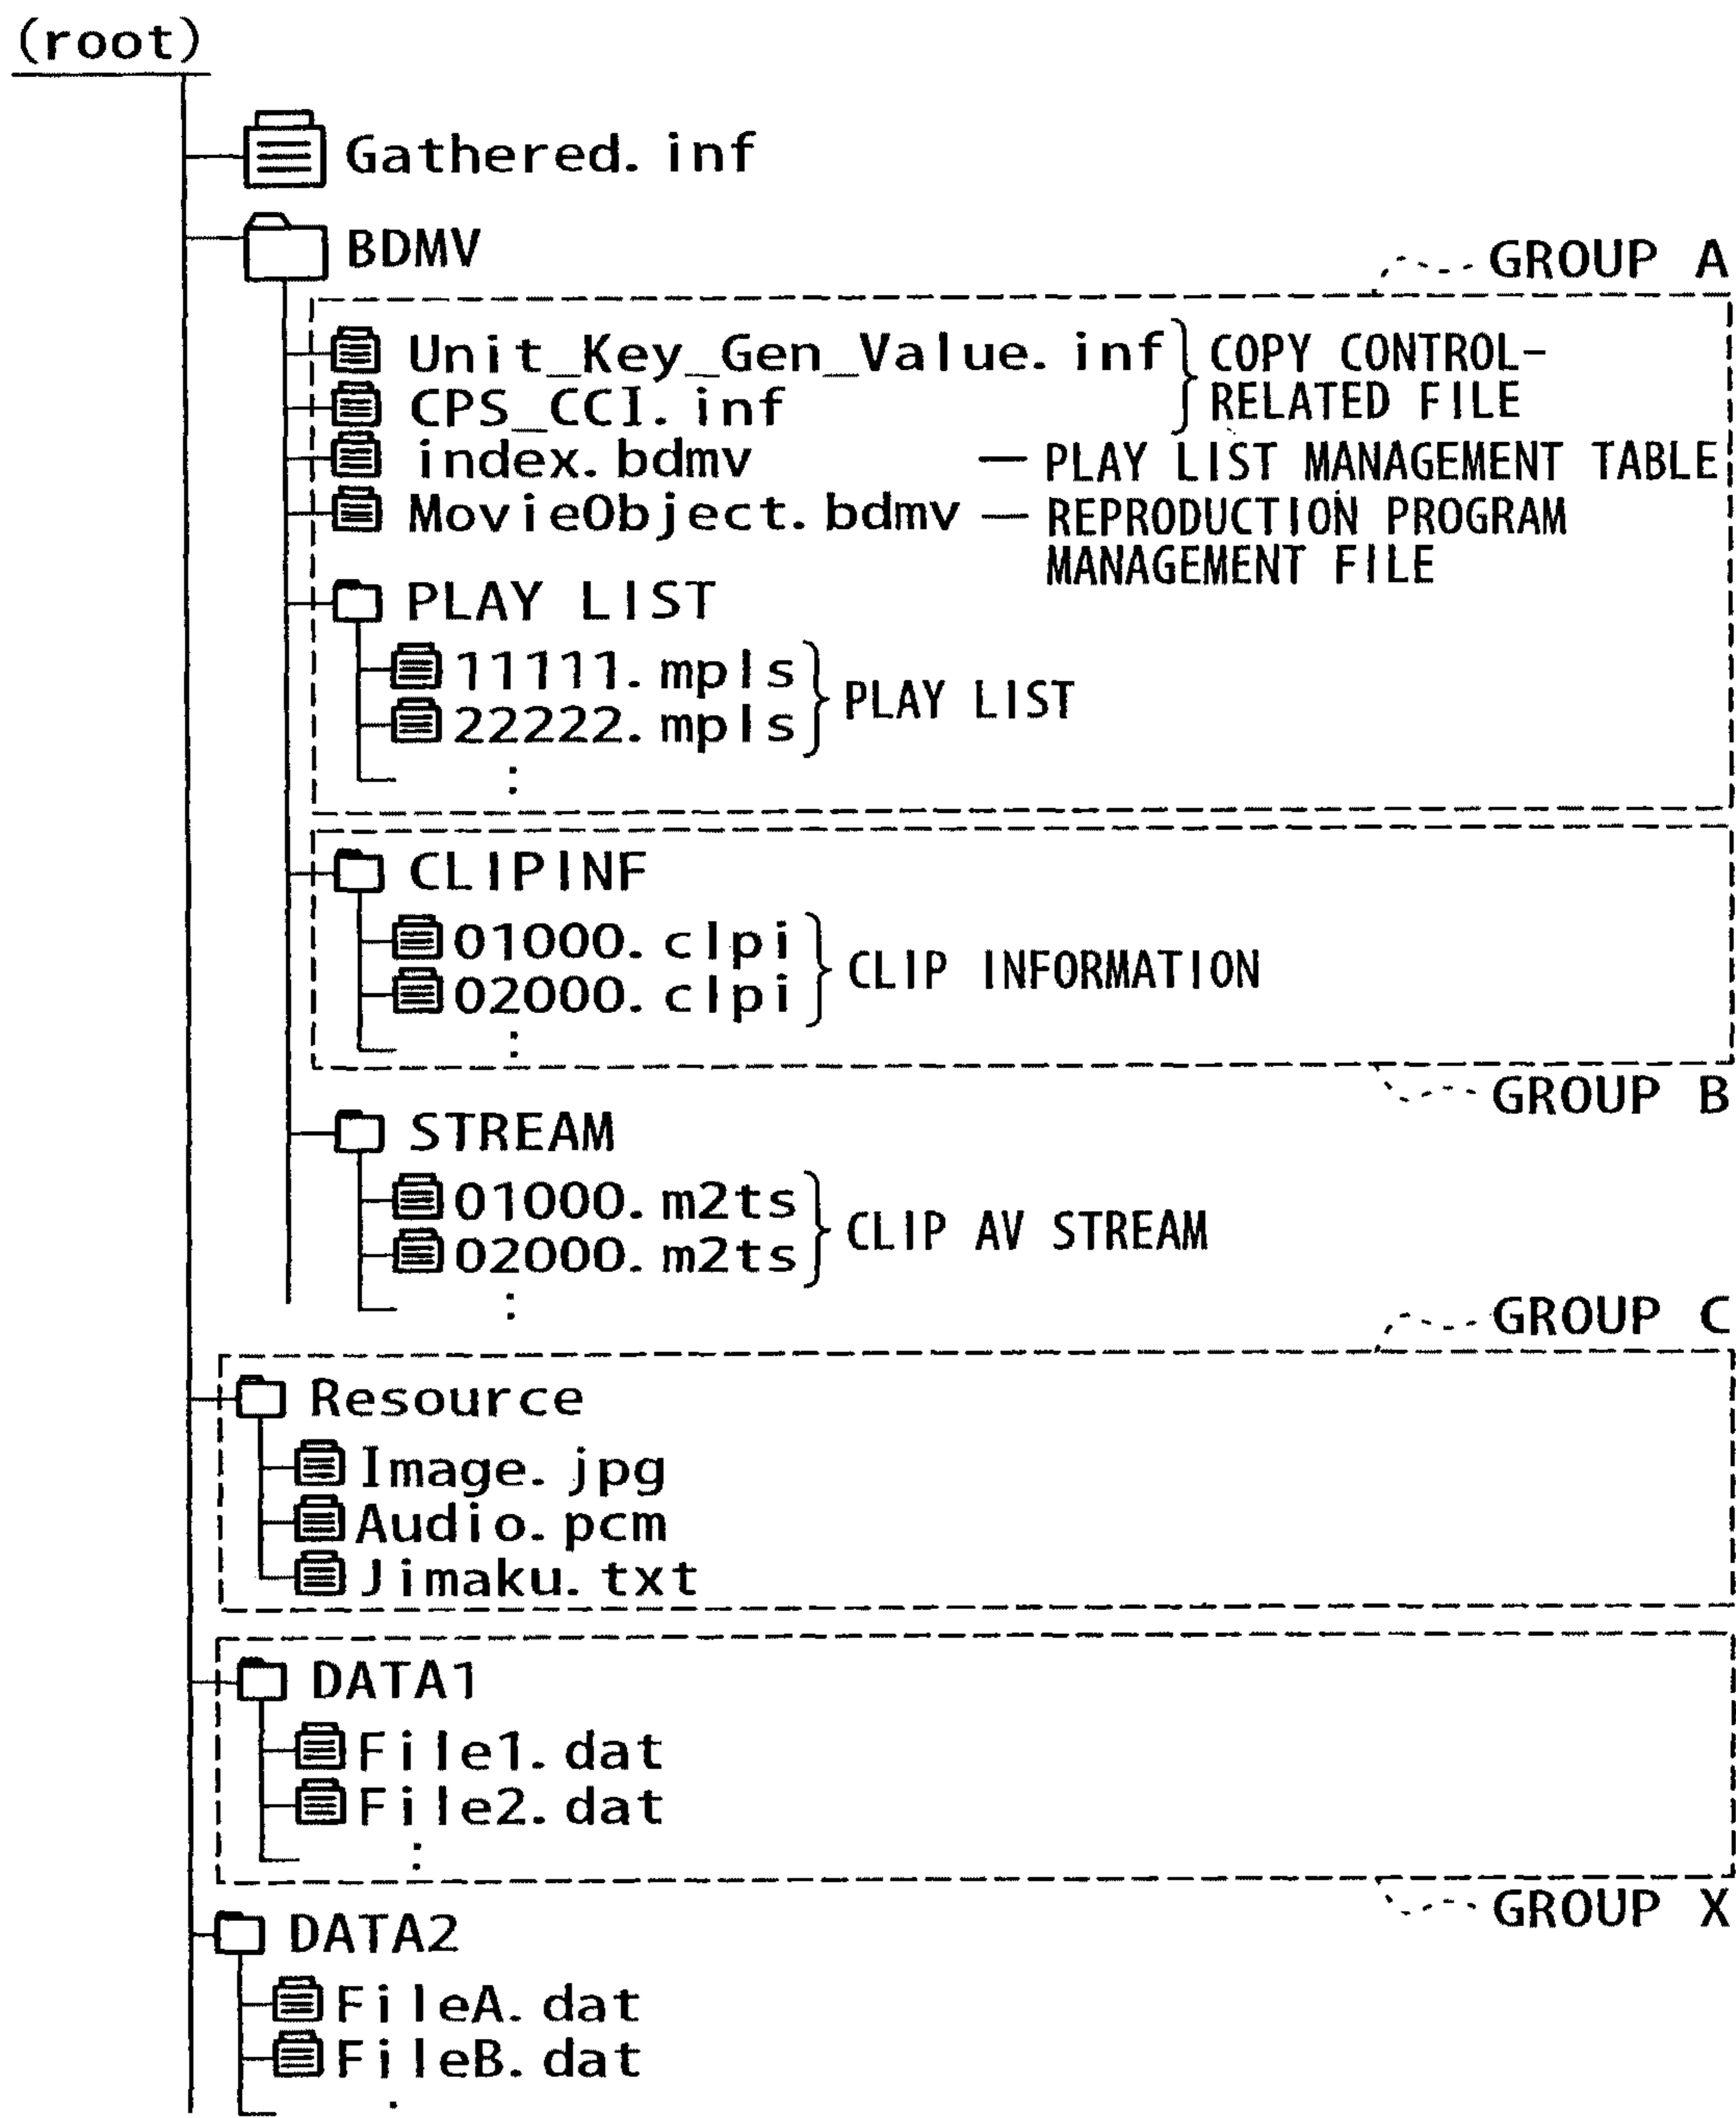 (root)
Gathered.inf
BDMV
GROUP A
Unit_Key_Gen_Value.inf
COPY CONTROL-
RELATED FILE
CPS_CCI.inf
index.bdmv — PLAY LIST MANAGEMENT TABLE
MovieObject.bdmv — REPRODUCTION PROGRAM
MANAGEMENT FILE
PLAY LIST
11111.mpls
22222.mpls
PLAY LIST
:
CLIPINF
01000.clpi
02000.clpi
CLIP INFORMATION
:
GROUP B
STREAM
01000.m2ts
02000.m2ts
CLIP AV STREAM
:
GROUP C
Resource
Image.jpg
Audio.pcm
Jimaku.txt
DATA1
File1.dat
File2.dat
:
GROUP X
DATA2
FileA.dat
FileB.dat
.